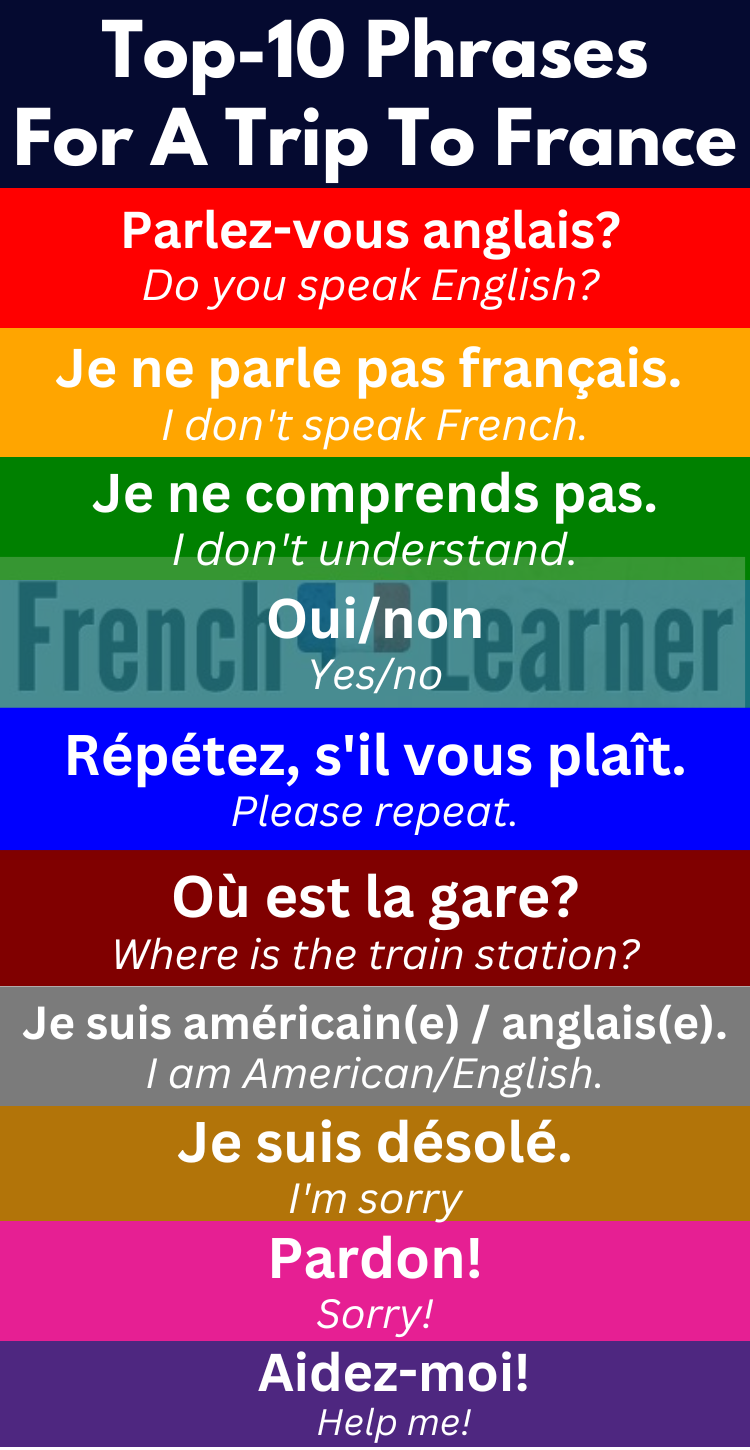 Top-10 Phrases
For A Trip To France
Parlez-vous anglais?
Do you speak English?
Je ne parle pas français.
I don't speak French.
Je ne comprends pas.
I don't understand.
French Learner
Oui/non
Yes/no
Répétez, s'il vous plaît.
Please repeat.
Où est la gare?
Where is the train station?
Je suis américain(e) / anglais(e).
I am American/English.
Je suis désolé.
I'm sorry
Pardon!
Sorry!
Aidez-moi!
Help me!